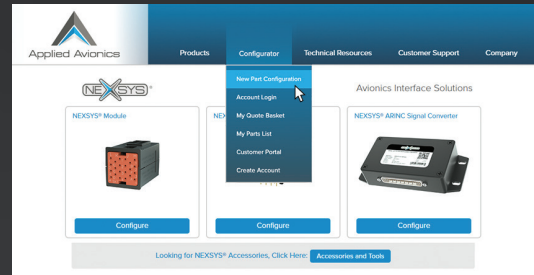 Applied Avionics
Products
Configurator
Technical Resources
Customer Support
Company
New Part Configuration
Account Login
My Quote Basket
My Parts List
Customer Portal
Create Account
NEXSYS®
Avionics Interface Solutions
NEXSYS® Module
NEX
NEXSYS® ARINC Signal Converter
Configure
Configure
Configure
Looking for NEXSYS® Accessories, Click Here:
Accessories and Tools